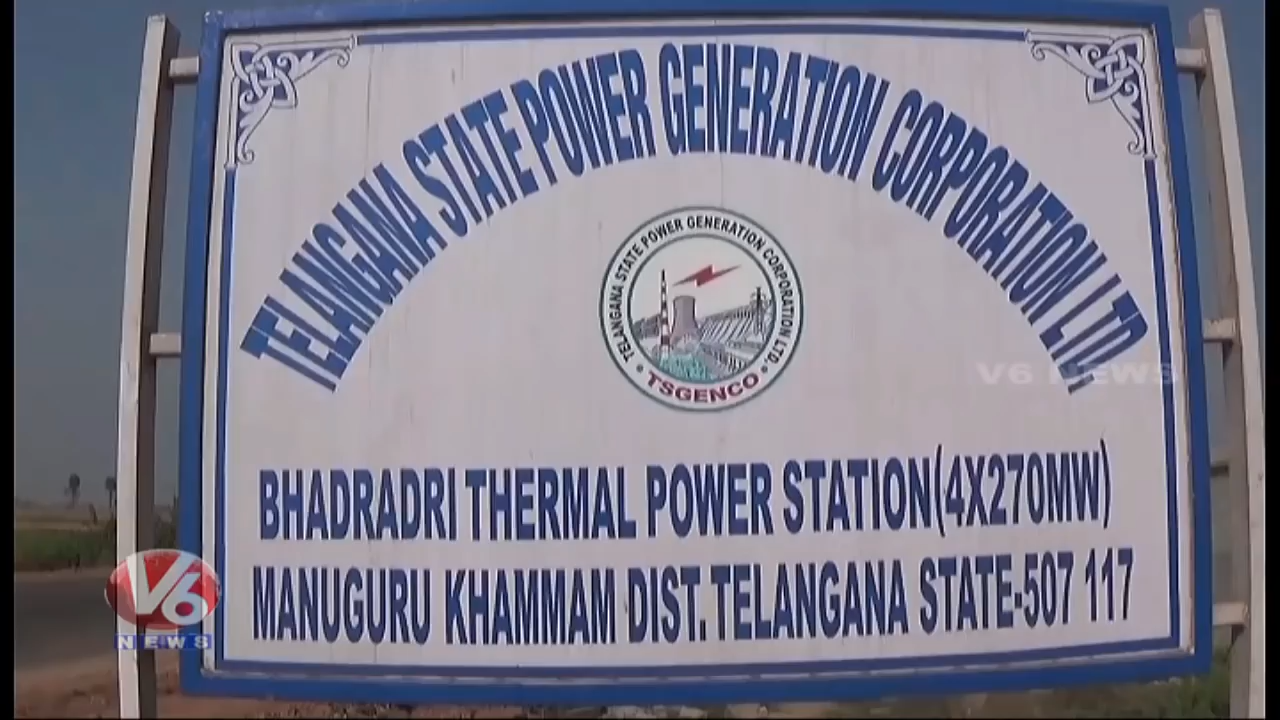 TELANGANA STATE POWER GENERATION CORPORATION LTD
TELANGANA STATE POWER GENERATION CORPORATION LTD.
TSGENCO
V6 NEWS
BHADRADRI THERMAL POWER STATION(4X270MW)
MANUGURU KHAMMAM DIST. TELANGANA STATE-507 117
V6
NEWS